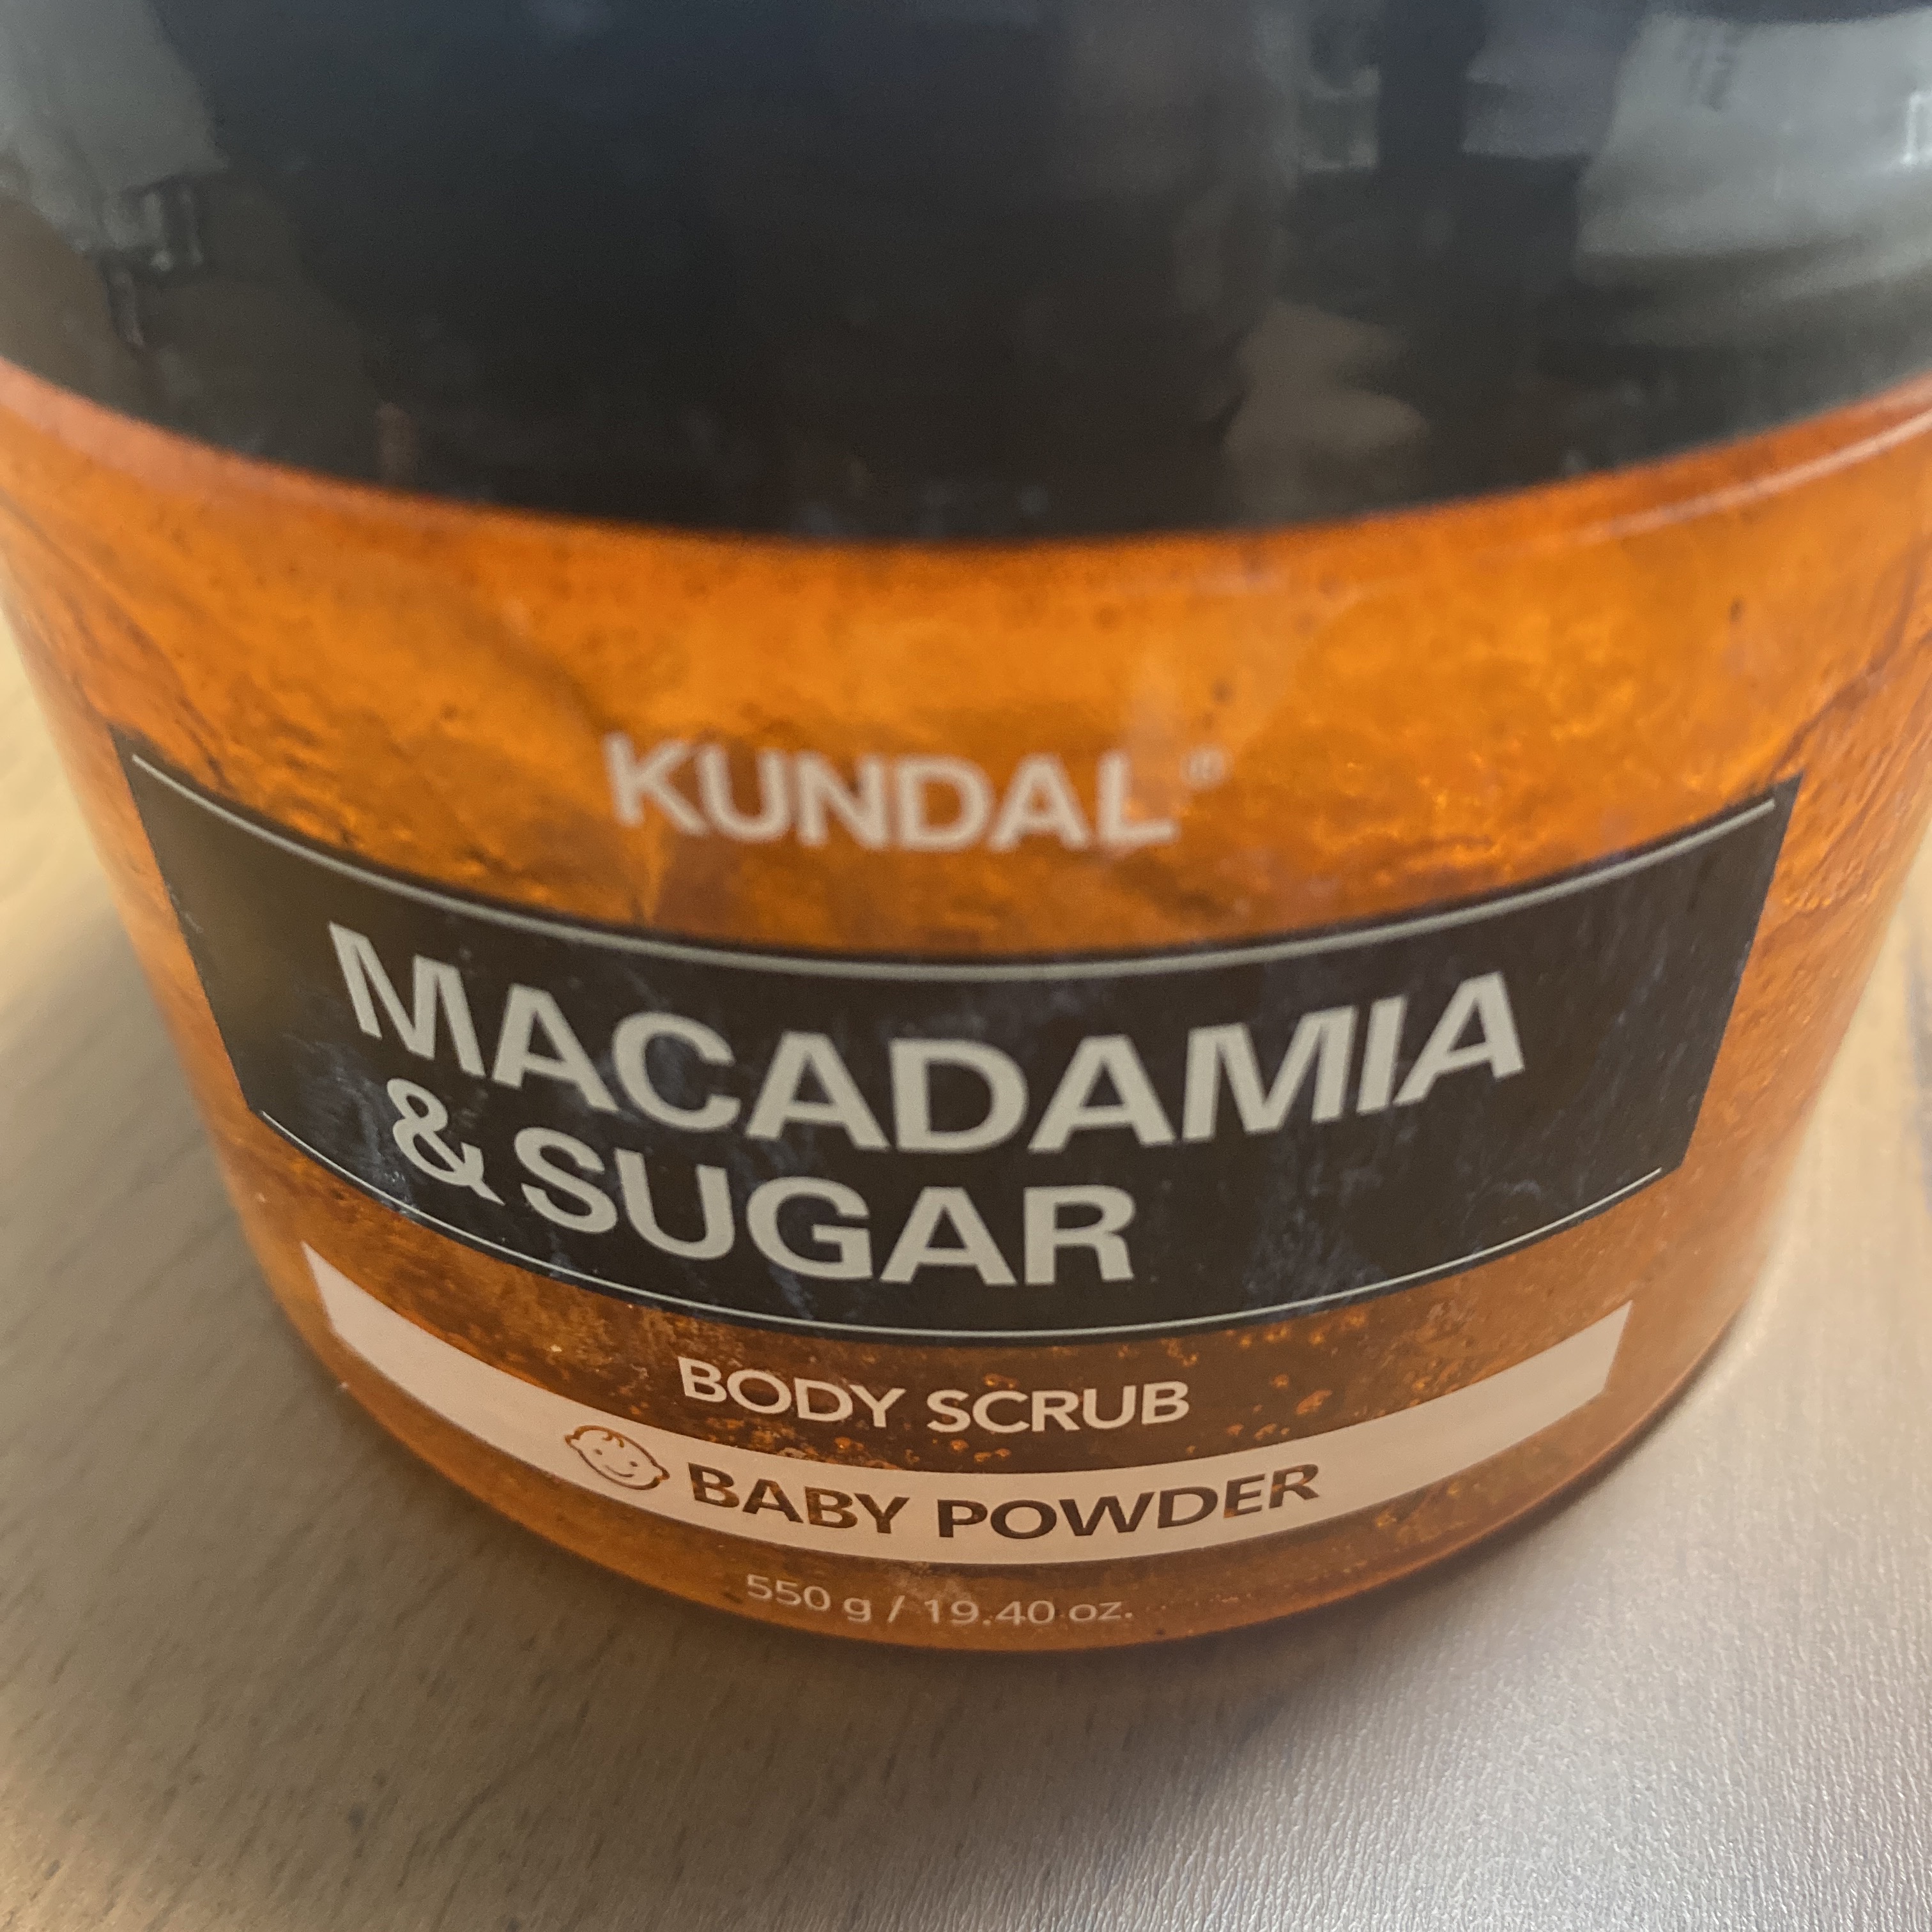 KUNDAL®
MACADAMIA
& SUGAR
BODY SCRUB
BABY POWDER
550 g / 19.40 oz.